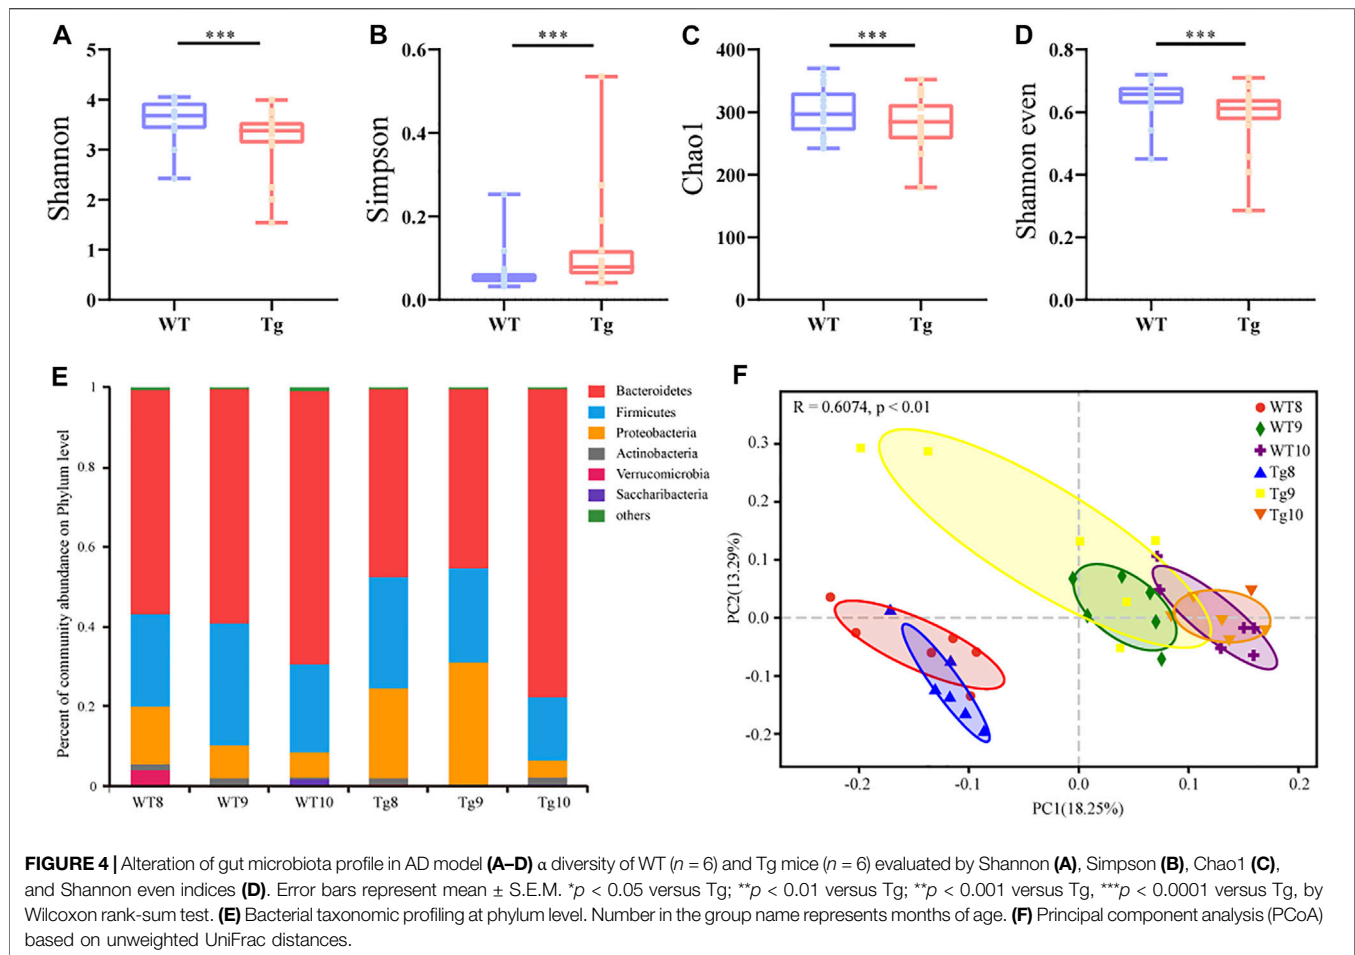 A
***
Shannon
5
4
3
2
1
0
WT
Tg
B
***
Simpson
0.6
0.4
0.2
0.0
WT
Tg
C
***
Chao1
400
300
200
100
0
WT
Tg
D
***
Shannon even
0.8
0.6
0.4
0.2
0.0
WT
Tg
E
Percent of community abundance on Phylum level
1
0.8
0.6
0.4
0.2
0
WT8
WT9
WT10
Tg8
Tg9
Tg10
Bacteroidetes
Firmicutes
Proteobacteria
Actinobacteria
Verrucomicrobia
Saccharibacteria
others
F
R = 0.6074, p < 0.01
WT8
WT9
WT10
Tg8
Tg9
Tg10
PC2(13.29%)
0.3
0.2
0.1
0.0
-0.1
-0.2
-0.2
-0.1
0.0
0.1
0.2
PC1(18.25%)
FIGURE 4 | Alteration of gut microbiota profile in AD model (A–D) α diversity of WT (n = 6) and Tg mice (n = 6) evaluated by Shannon (A), Simpson (B), Chao1 (C),
and Shannon even indices (D). Error bars represent mean ± S.E.M. *p < 0.05 versus Tg; **p < 0.01 versus Tg; **p < 0.001 versus Tg, ***p < 0.0001 versus Tg, by
Wilcoxon rank-sum test. (E) Bacterial taxonomic profiling at phylum level. Number in the group name represents months of age. (F) Principal component analysis (PCoA)
based on unweighted UniFrac distances.